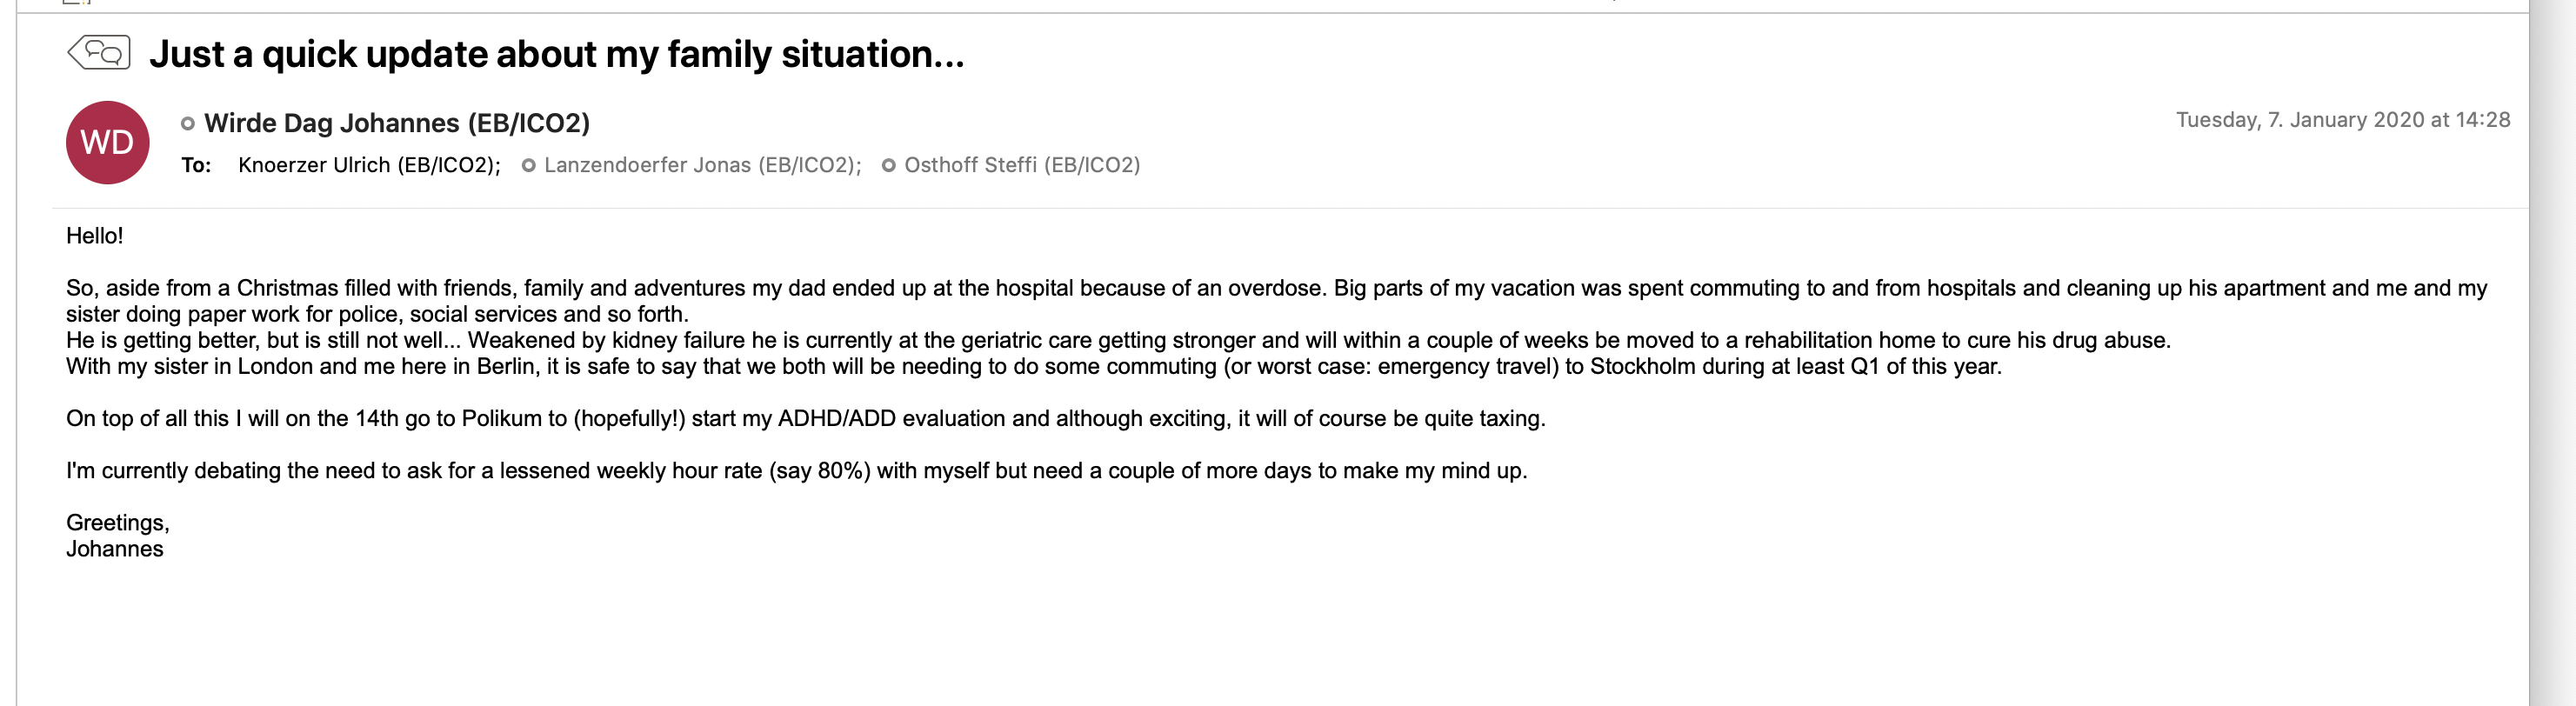 Just a quick update about my family situation...
WD
Wirde Dag Johannes (EB/ICO2)
Tuesday, 7. January 2020 at 14:28
To: Knoerzer Ulrich (EB/ICO2); Lanzendoerfer Jonas (EB/ICO2); Osthoff Steffi (EB/ICO2)
Hello!
So, aside from a Christmas filled with friends, family and adventures my dad ended up at the hospital because of an overdose. Big parts of my vacation was spent commuting to and from hospitals and cleaning up his apartment and me and my
sister doing paper work for police, social services and so forth.
He is getting better, but is still not well... Weakened by kidney failure he is currently at the geriatric care getting stronger and will within a couple of weeks be moved to a rehabilitation home to cure his drug abuse.
With my sister in London and me here in Berlin, it is safe to say that we both will be needing to do some commuting (or worst case: emergency travel) to Stockholm during at least Q1 of this year.
On top of all this I will on the 14th go to Polikum to (hopefully!) start my ADHD/ADD evaluation and although exciting, it will of course be quite taxing.
I'm currently debating the need to ask for a lessened weekly hour rate (say 80%) with myself but need a couple of more days to make my mind up.
Greetings,
Johannes